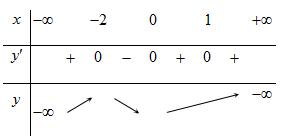 x −∞ −2 0 1 +∞
y′ + 0 − 0 + 0 +
y −∞ −∞